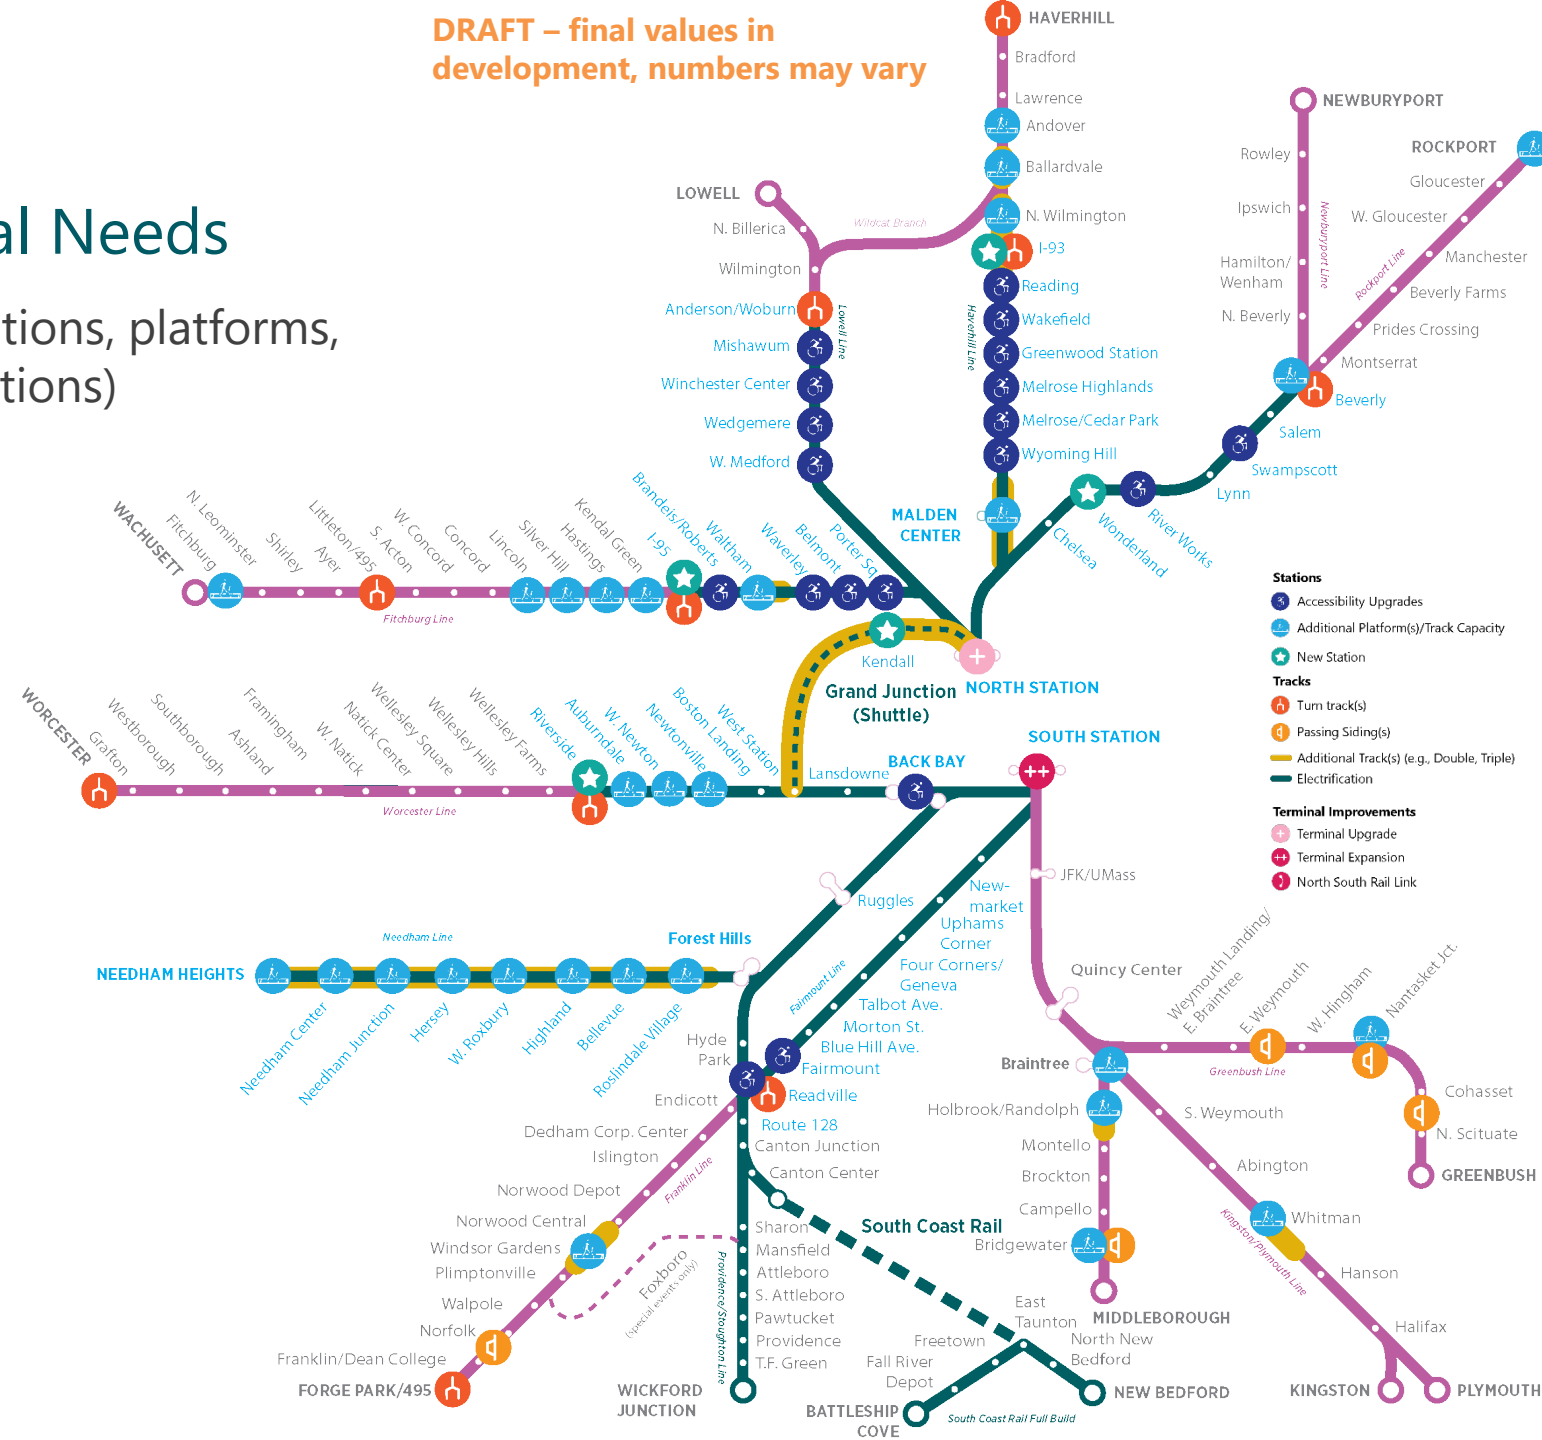 DRAFT – final values in
development, numbers may vary
al Needs
tions, platforms,
tions)
HAVERHILL
Bradford
Lawrence
Andover
Ballardvale
N. Wilmington
I-93
Reading
Wakefield
Greenwood Station
Melrose Highlands
Melrose/Cedar Park
Wyoming Hill
MALDEN
CENTER
Haverhill Line
Wildcat Branch
LOWELL
N. Billerica
Wilmington
Anderson/Woburn
Mishawum
Winchester Center
Wedgemere
W. Medford
Lowell Line
NEWBURYPORT
Rowley
Ipswich
Hamilton/
Wenham
N. Beverly
Newburyport Line
ROCKPORT
Gloucester
W. Gloucester
Manchester
Beverly Farms
Prides Crossing
Montserrat
Rockport Line
Beverly
Salem
Swampscott
Lynn
River Works
Wonderland
Chelsea
WACHUSETT
Fitchburg
N. Leominster
Shirley
Ayer
Littleton/495
S. Acton
W. Concord
Concord
Lincoln
Silver Hill
Hastings
Kendal Green
I-95
Brandeis/Roberts
Waltham
Waverley
Belmont
Porter Sq.
Fitchburg Line
Kendall
Grand Junction
(Shuttle)
NORTH STATION
Stations
Accessibility Upgrades
Additional Platform(s)/Track Capacity
New Station
Tracks
Turn track(s)
Passing Siding(s)
Additional Track(s) (e.g., Double, Triple)
Electrification
Terminal Improvements
Terminal Upgrade
Terminal Expansion
North South Rail Link
WORCESTER
Grafton
Westborough
Southborough
Ashland
Framingham
W. Natick
Natick Center
Wellesley Square
Wellesley Hills
Wellesley Farms
Riverside
Auburndale
W. Newton
Newtonville
Boston Landing
West Station
Lansdowne
BACK BAY
SOUTH STATION
Worcester Line
Ruggles
New-
market
Uphams
Corner
Four Corners/
Geneva
Talbot Ave.
Morton St.
Blue Hill Ave.
Fairmount
Readville
Fairmount Line
JFK/UMass
Quincy Center
Braintree
Needham Line
Forest Hills
NEEDHAM HEIGHTS
Needham Center
Needham Junction
Hersey
W. Roxbury
Highland
Bellevue
Roslindale Village
Hyde
Park
Endicott
Dedham Corp. Center
Islington
Norwood Depot
Norwood Central
Windsor Gardens
Plimptonville
Walpole
Norfolk
Franklin/Dean College
FORGE PARK/495
Franklin Line
Foxboro
(special events only)
Route 128
Canton Junction
Canton Center
Sharon
Mansfield
Attleboro
S. Attleboro
Pawtucket
Providence
T.F. Green
WICKFORD
JUNCTION
Providence/Stoughton Line
South Coast Rail
East
Taunton
Freetown
Fall River
Depot
BATTLESHIP
COVE
North New
Bedford
NEW BEDFORD
South Coast Rail Full Build
Holbrook/Randolph
Montello
Brockton
Campello
Bridgewater
MIDDLEBOROUGH
Weymouth Landing/
E. Braintree
E. Weymouth
W. Hingham
Nantasket Jct.
Greenbush Line
Cohasset
N. Scituate
GREENBUSH
S. Weymouth
Abington
Whitman
Hanson
Halifax
Kingston/Plymouth Line
KINGSTON
PLYMOUTH